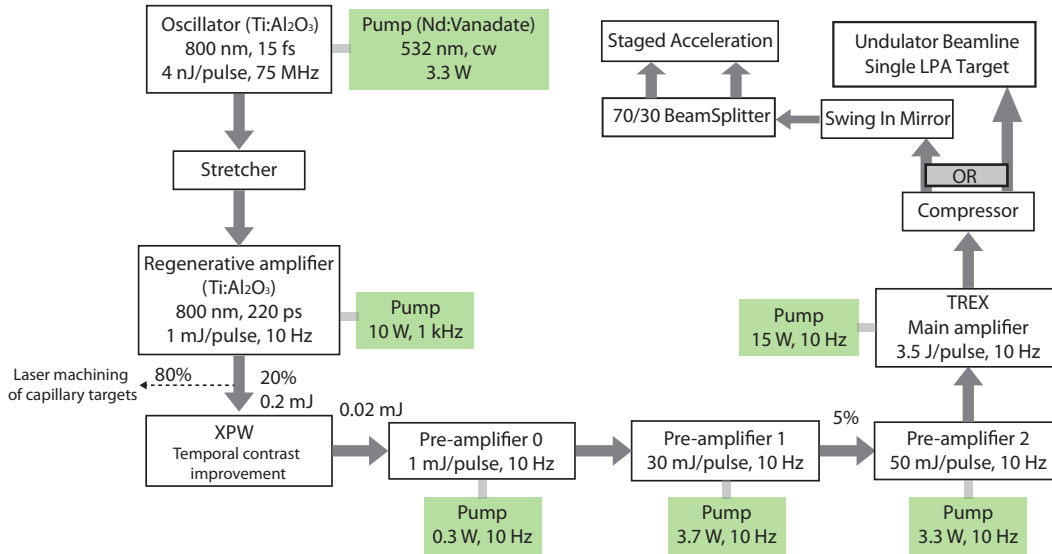 Oscillator (Ti:Al₂O₃)
800 nm, 15 fs
4 nJ/pulse, 75 MHz
Pump (Nd:Vanadate)
532 nm, cw
3.3 W
Staged Acceleration
Undulator Beamline
Single LPA Target
70/30 BeamSplitter
Swing In Mirror
Stretcher
OR
Compressor
Regenerative amplifier
(Ti:Al₂O₃)
800 nm, 220 ps
1 mJ/pulse, 10 Hz
Pump
10 W, 1 kHz
Pump
15 W, 10 Hz
TREX
Main amplifier
3.5 J/pulse, 10 Hz
Laser machining
of capillary targets
80%
20%
0.2 mJ
XPW
Temporal contrast
improvement
0.02 mJ
Pre-amplifier 0
1 mJ/pulse, 10 Hz
Pre-amplifier 1
30 mJ/pulse, 10 Hz
5%
Pre-amplifier 2
50 mJ/pulse, 10 Hz
Pump
0.3 W, 10 Hz
Pump
3.7 W, 10 Hz
Pump
3.3 W, 10 Hz